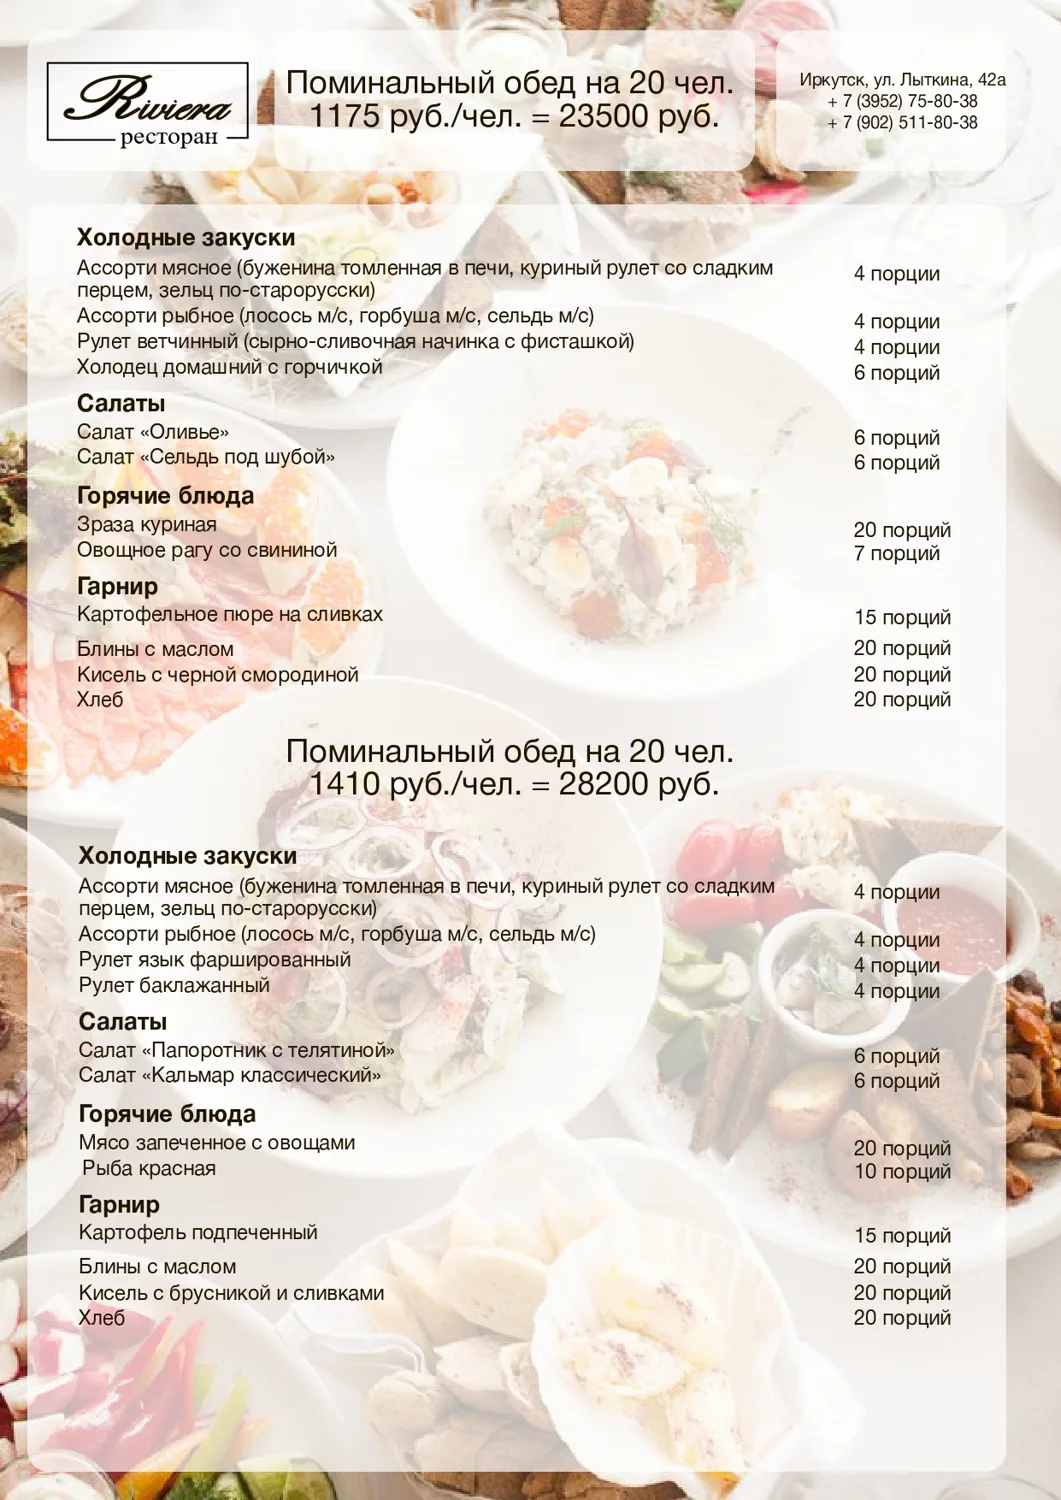 Riviera
ресторан
Поминальный обед на 20 чел.
1175 руб./чел. = 23500 руб.
Иркутск, ул. Лыткина, 42а
+ 7 (3952) 75-80-38
+ 7 (902) 511-80-38
Холодные закуски
Ассорти мясное (буженина томленная в печи, куриный рулет со сладким
перцем, зельц по-старорусски) 4 порции
Ассорти рыбное (лосось м/с, горбуша м/с, сельдь м/с) 4 порции
Рулет ветчинный (сырно-сливочная начинка с фисташкой) 4 порции
Холодец домашний с горчичкой 6 порций
Салаты
Салат «Оливье» 6 порций
Салат «Сельдь под шубой» 6 порций
Горячие блюда
Зраза куриная 20 порций
Овощное рагу со свининой 7 порций
Гарнир
Картофельное пюре на сливках 15 порций
Блины с маслом 20 порций
Кисель с черной смородиной 20 порций
Хлеб 20 порций
Поминальный обед на 20 чел.
1410 руб./чел. = 28200 руб.
Холодные закуски
Ассорти мясное (буженина томленная в печи, куриный рулет со сладким
перцем, зельц по-старорусски) 4 порции
Ассорти рыбное (лосось м/с, горбуша м/с, сельдь м/с) 4 порции
Рулет язык фаршированный 4 порции
Рулет баклажанный 4 порции
Салаты
Салат «Папоротник с телятиной» 6 порций
Салат «Кальмар классический» 6 порций
Горячие блюда
Мясо запеченное с овощами 20 порций
Рыба красная 10 порций
Гарнир
Картофель подпеченный 15 порций
Блины с маслом 20 порций
Кисель с брусникой и сливками 20 порций
Хлеб 20 порций